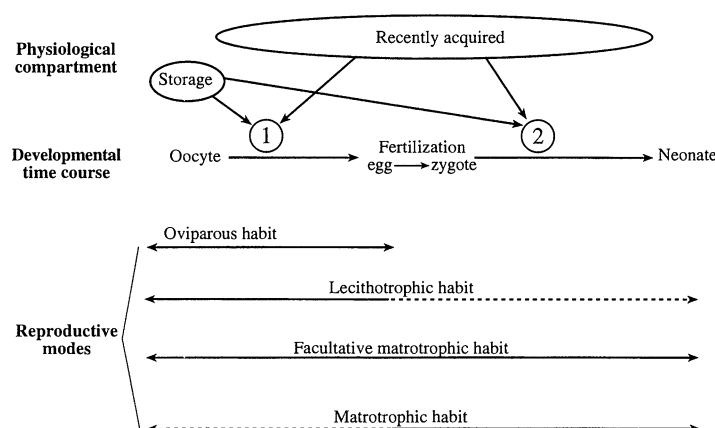 Physiological
compartment
Recently acquired
Storage
1
2
Developmental
time course
Oocyte
Fertilization
egg
zygote
Neonate
Oviparous habit
Lecithotrophic habit
Reproductive
modes
Facultative matrotrophic habit
Matrotrophic habit